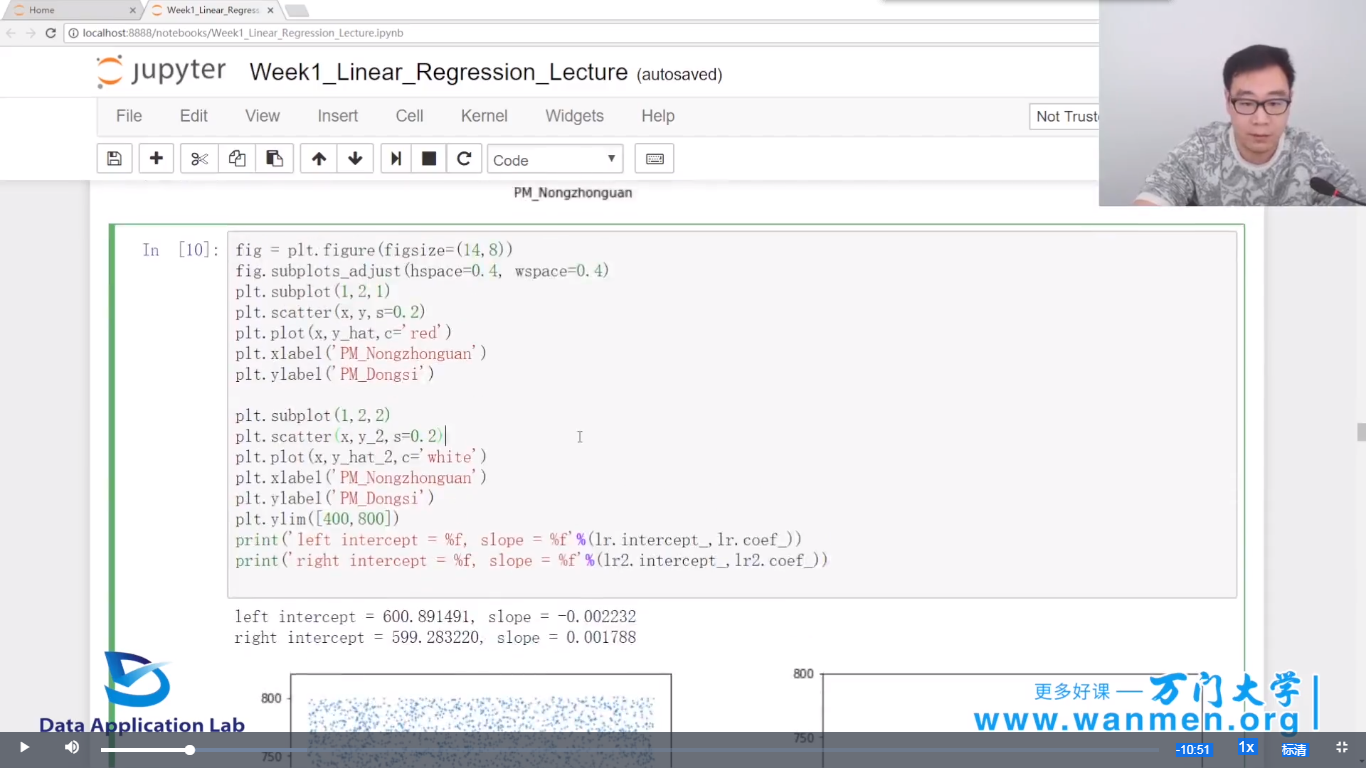 Home
Week1_Linear_Regress
localhost:8888/notebooks/Week1_Linear_Regression_Lecture.ipynb
jupyter Week1_Linear_Regression_Lecture (autosaved)
File Edit View Insert Cell Kernel Widgets Help
Not Truste
Code
PM_Nongzhonguan
In [10]:
fig = plt.figure(figsize=(14,8))
fig.subplots_adjust(hspace=0.4, wspace=0.4)
plt.subplot(1,2,1)
plt.scatter(x,y,s=0.2)
plt.plot(x,y_hat,c='red')
plt.xlabel('PM_Nongzhonguan')
plt.ylabel('PM_Dongsi')
plt.subplot(1,2,2)
plt.scatter(x,y_2,s=0.2)
plt.plot(x,y_hat_2,c='white')
plt.xlabel('PM_Nongzhonguan')
plt.ylabel('PM_Dongsi')
plt.ylim([400,800])
print('left intercept = %f, slope = %f'%(lr.intercept_,lr.coef_))
print('right intercept = %f, slope = %f'%(lr2.intercept_,lr2.coef_))
left intercept = 600.891491, slope = -0.002232
right intercept = 599.283220, slope = 0.001788
800
750
800
750
Data Application Lab
更多好课 — 万门大学
www.wanmen.org
-10:51
1x
标清